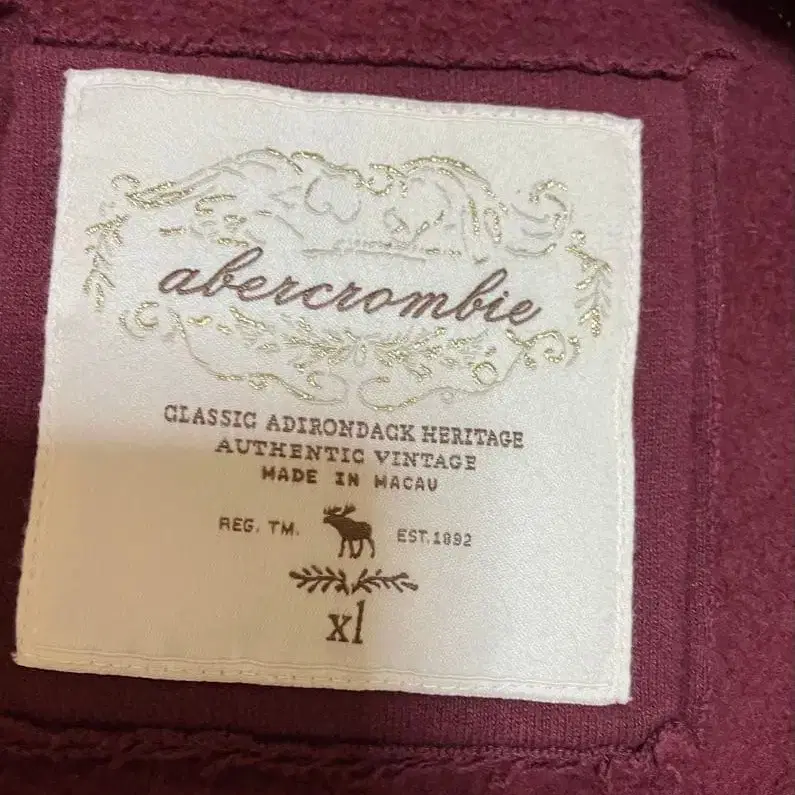 abercrombie
CLASSIC ADIRONDACK HERITAGE
AUTHENTIC VINTAGE
MADE IN MACAU
REG. TM. EST.1892
xl